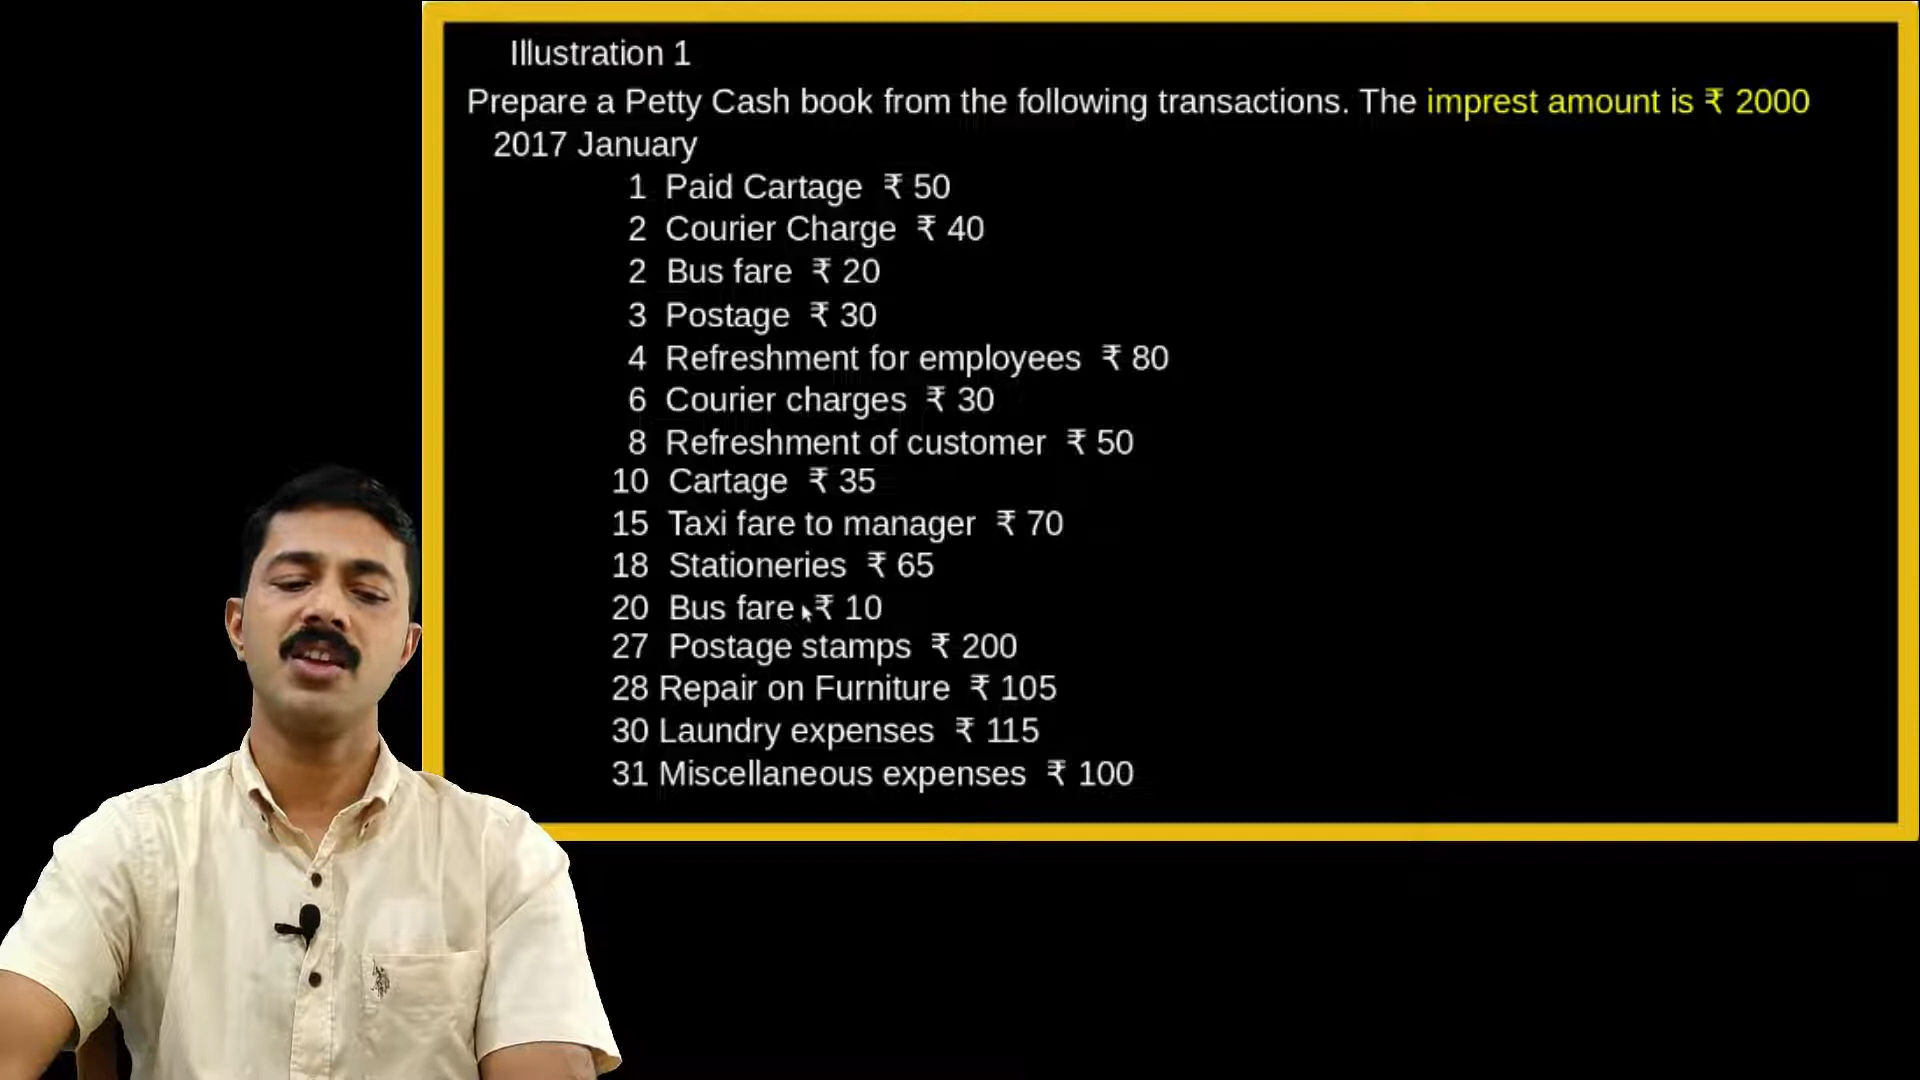 Illustration 1
Prepare a Petty Cash book from the following transactions. The imprest amount is ₹ 2000
2017 January
1 Paid Cartage ₹ 50
2 Courier Charge ₹ 40
2 Bus fare ₹ 20
3 Postage ₹ 30
4 Refreshment for employees ₹ 80
6 Courier charges ₹ 30
8 Refreshment of customer ₹ 50
10 Cartage ₹ 35
15 Taxi fare to manager ₹ 70
18 Stationeries ₹ 65
20 Bus fare ₹ 10
27 Postage stamps ₹ 200
28 Repair on Furniture ₹ 105
30 Laundry expenses ₹ 115
31 Miscellaneous expenses ₹ 100